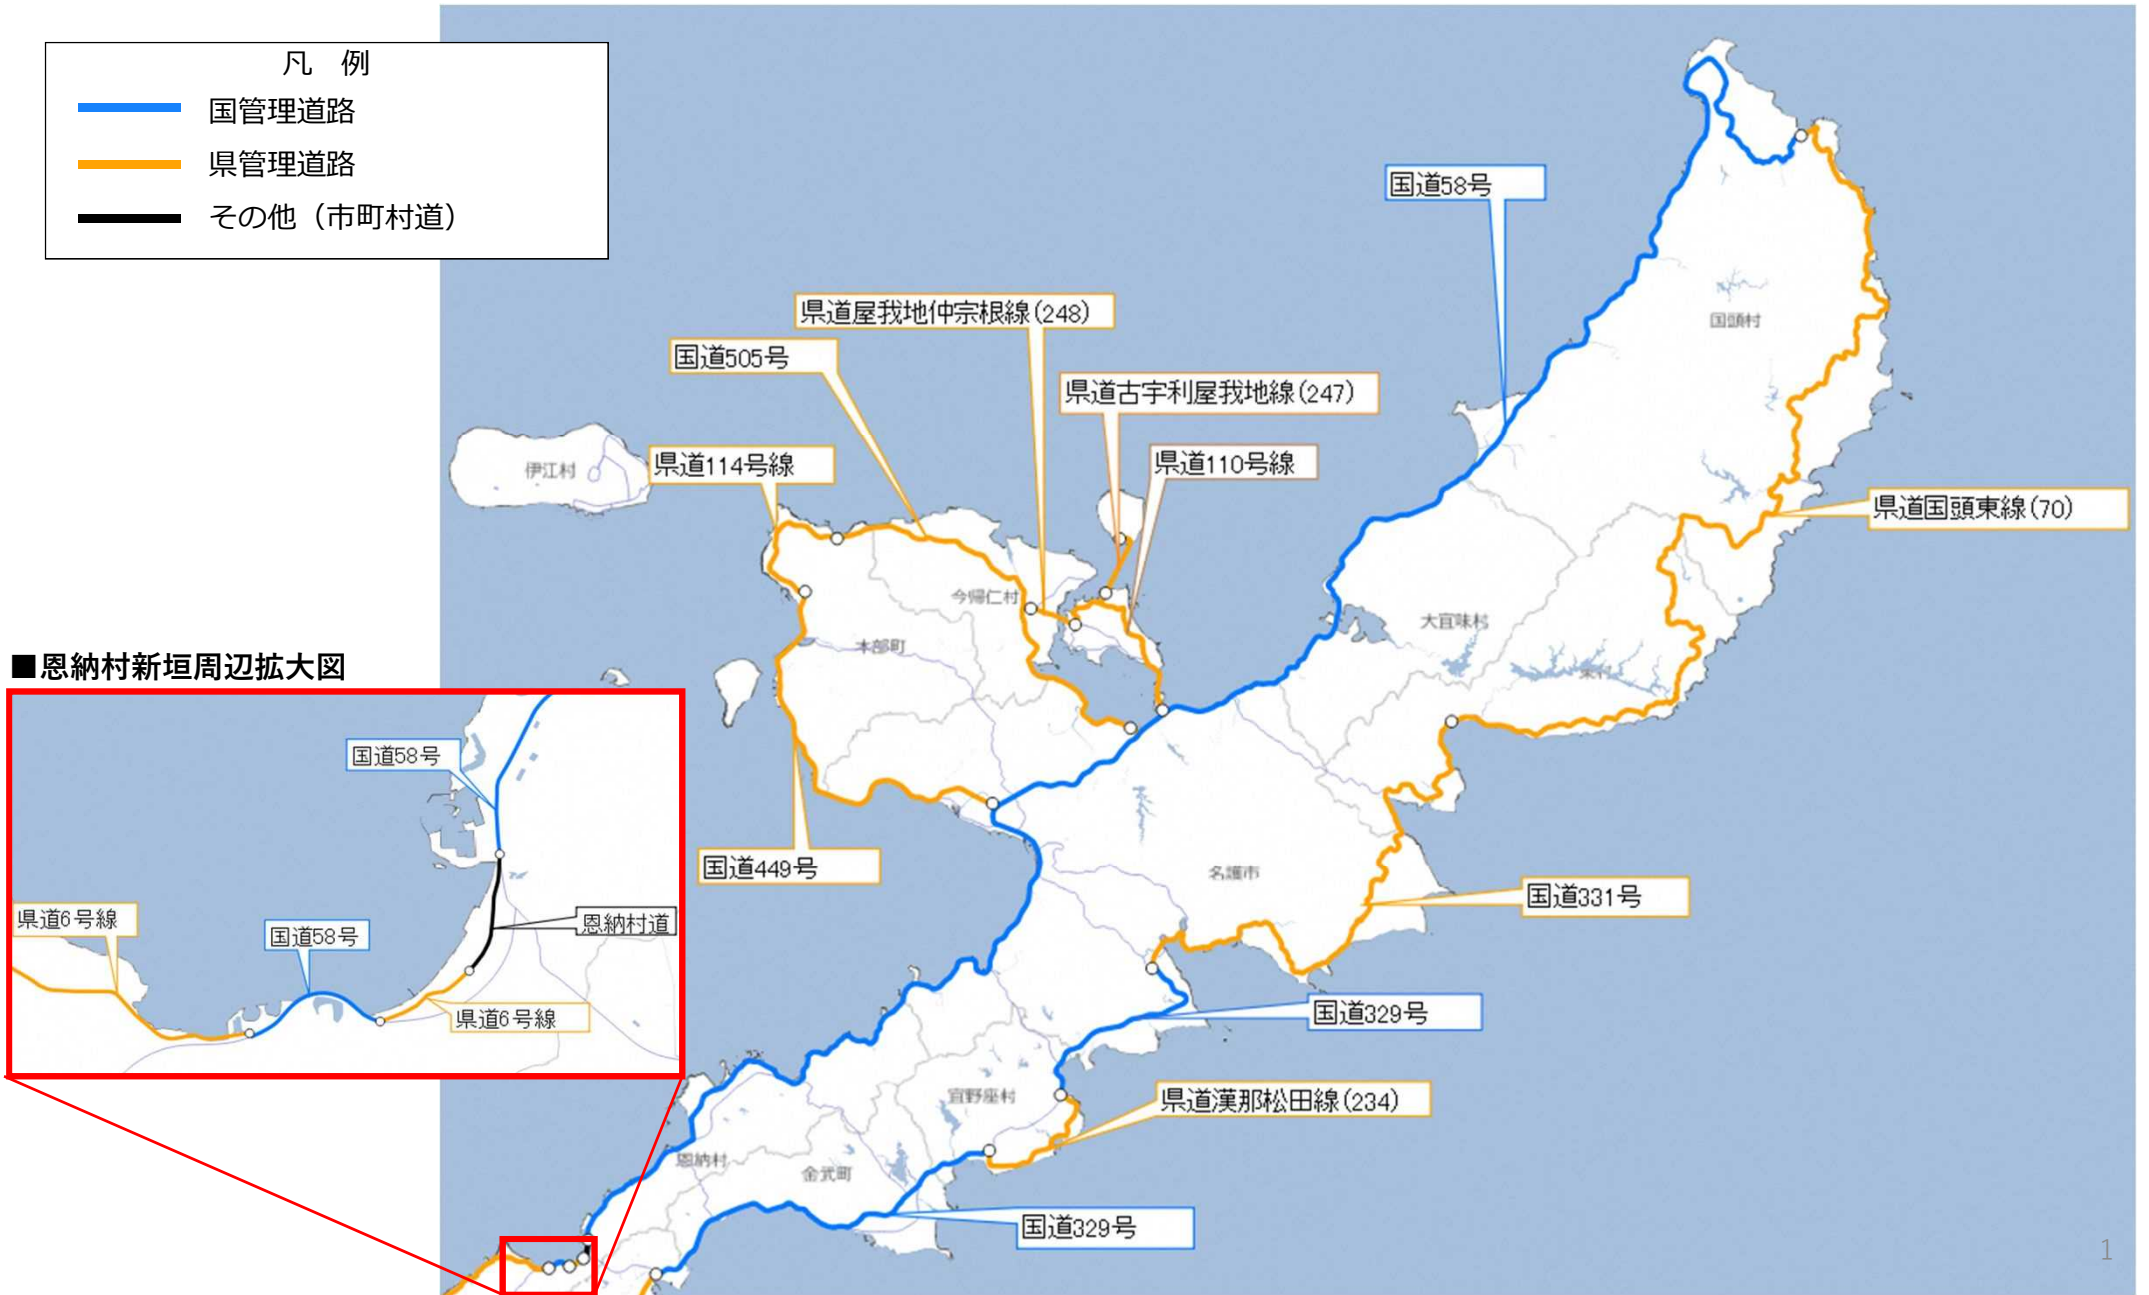 凡 例
国管理道路
県管理道路
その他（市町村道）
国道58号
県道屋我地仲宗根線(248)
国道505号
県道古宇利屋我地線(247)
県道114号線
県道110号線
県道国頭東線(70)
国頭村
伊江村
今帰仁村
本部町
大宜味村
■恩納村新垣周辺拡大図
国道58号
県道6号線
国道58号
恩納村道
県道6号線
国道449号
名護市
国道331号
国道329号
宜野座村
県道漢那松田線(234)
恩納村
金武町
国道329号
1